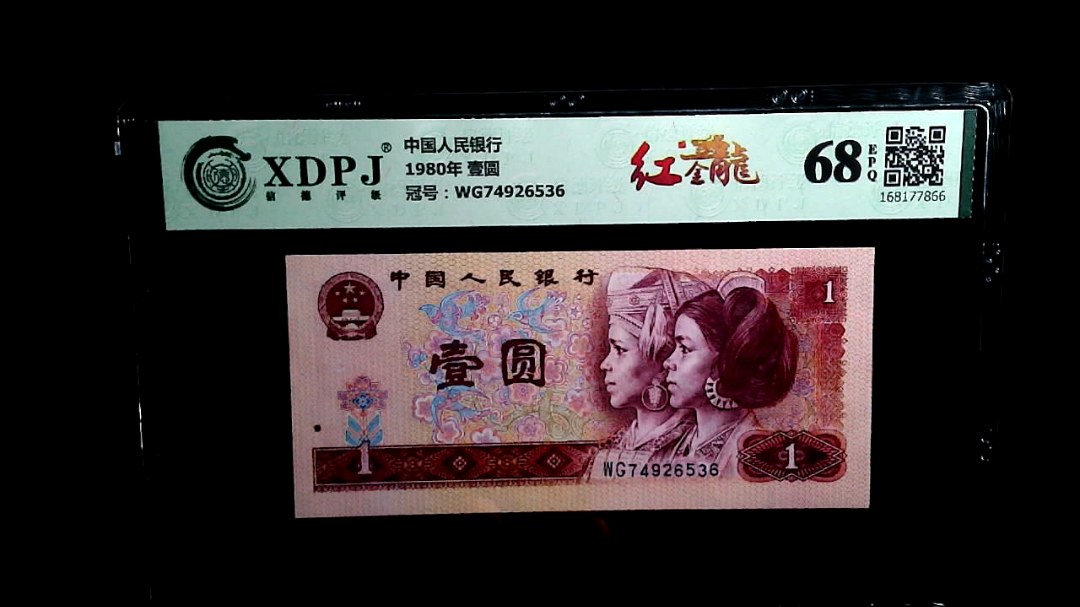 XDPJ®
信德评级
中国人民银行
1980年 壹圆
冠号：WG74926536
红金龍
68 EPQ
168177866
中国人民银行
1
壹圆
1
WG74926536
1